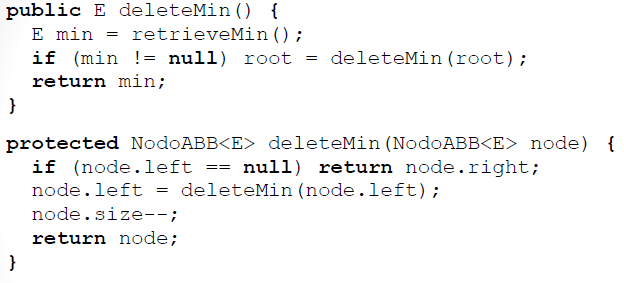 public E deleteMin() {
  E min = retrieveMin();
  if (min != null) root = deleteMin(root);
  return min;
}
protected NodoABB<E> deleteMin(NodoABB<E> node) {
  if (node.left == null) return node.right;
  node.left = deleteMin(node.left);
  node.size--;
  return node;
}